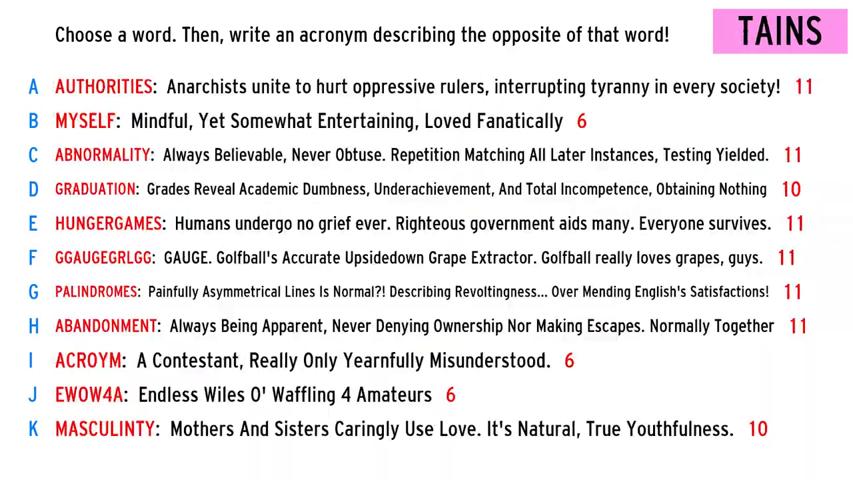 Choose a word. Then, write an acronym describing the opposite of that word!
TAINS
A AUTHORITIES: Anarchists unite to hurt oppressive rulers, interrupting tyranny in every society! 11
B MYSELF: Mindful, Yet Somewhat Entertaining, Loved Fanatically 6
C ABNORMALITY: Always Believable, Never Obtuse. Repetition Matching All Later Instances, Testing Yielded. 11
D GRADUATION: Grades Reveal Academic Dumbness, Underachievement, And Total Incompetence, Obtaining Nothing 10
E HUNGERGAMES: Humans undergo no grief ever. Righteous government aids many. Everyone survives. 11
F GGAUGEGRLGG: GAUGE. Golfball's Accurate Upsidedown Grape Extractor. Golfball really loves grapes, guys. 11
G PALINDROMES: Painfully Asymmetrical Lines Is Normal?! Describing Revoltingness... Over Mending English's Satisfactions! 11
H ABANDONMENT: Always Being Apparent, Never Denying Ownership Nor Making Escapes. Normally Together 11
I ACROYM: A Contestant, Really Only Yearnfully Misunderstood. 6
J EWOW4A: Endless Wiles O' Waffling 4 Amateurs 6
K MASCULINTY: Mothers And Sisters Caringly Use Love. It's Natural, True Youthfulness. 10